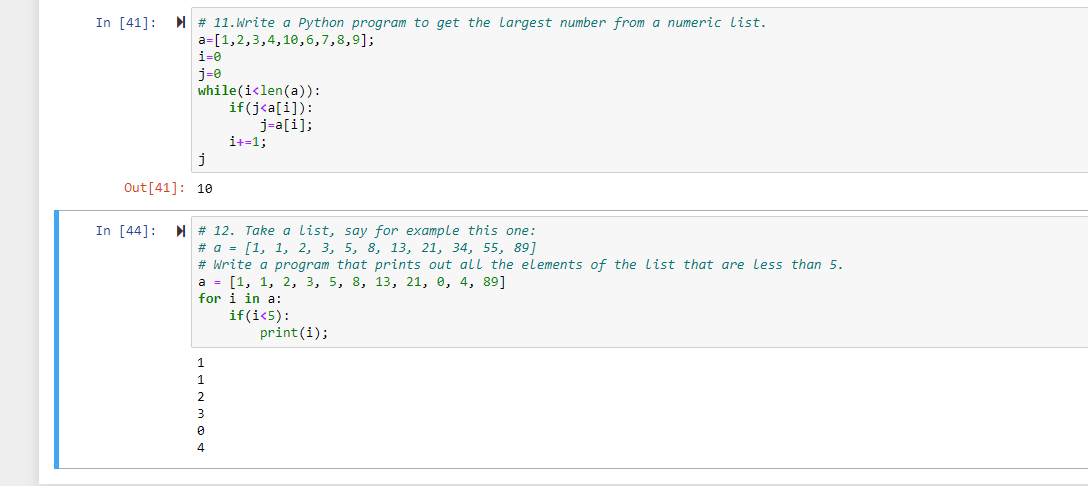 In [41]:
# 11.Write a Python program to get the largest number from a numeric list.
a=[1,2,3,4,10,6,7,8,9];
i=0
j=0
while(i<len(a)):
    if(j<a[i]):
        j=a[i];
    i+=1;
j
Out[41]: 10
In [44]:
# 12. Take a list, say for example this one:
# a = [1, 1, 2, 3, 5, 8, 13, 21, 34, 55, 89]
# Write a program that prints out all the elements of the list that are less than 5.
a = [1, 1, 2, 3, 5, 8, 13, 21, 0, 4, 89]
for i in a:
    if(i<5):
        print(i);
1
1
2
3
0
4